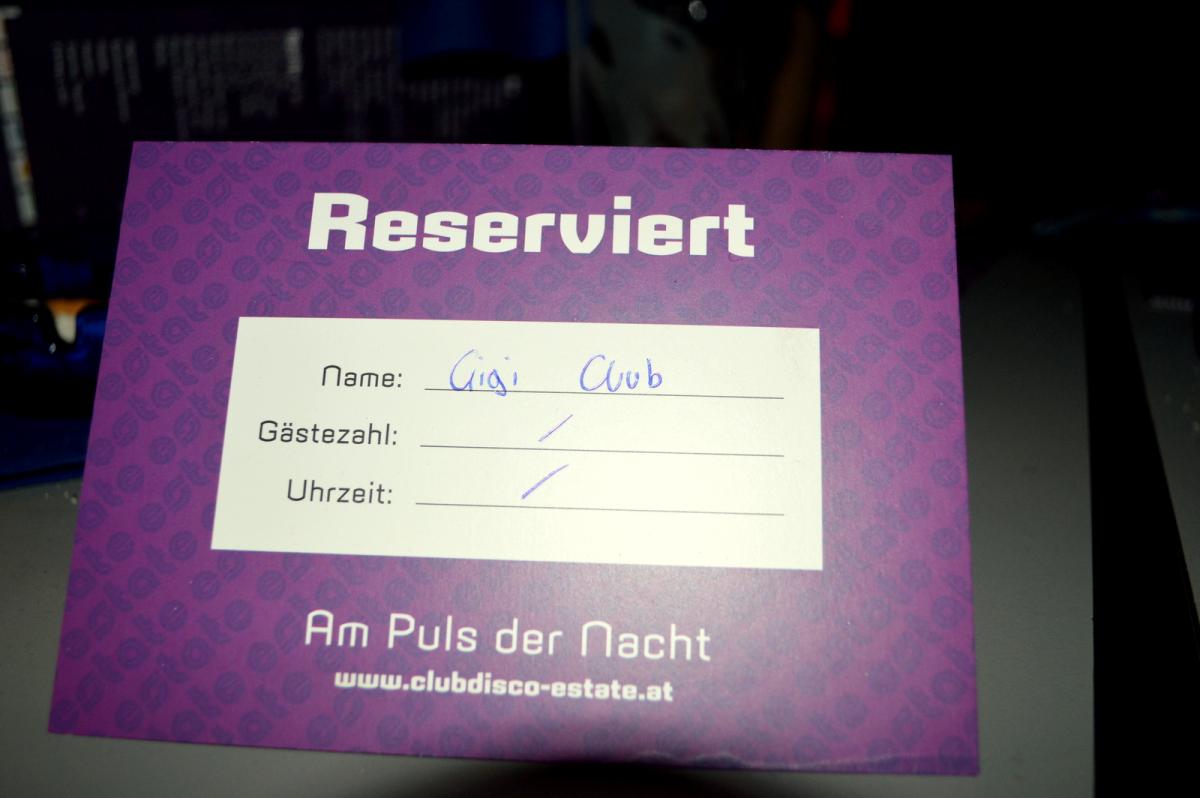 Reserviert
Name: Gigi Club
Gästezahl: /
Uhrzeit: /
Am Puls der Nacht
www.clubdisco-estate.at